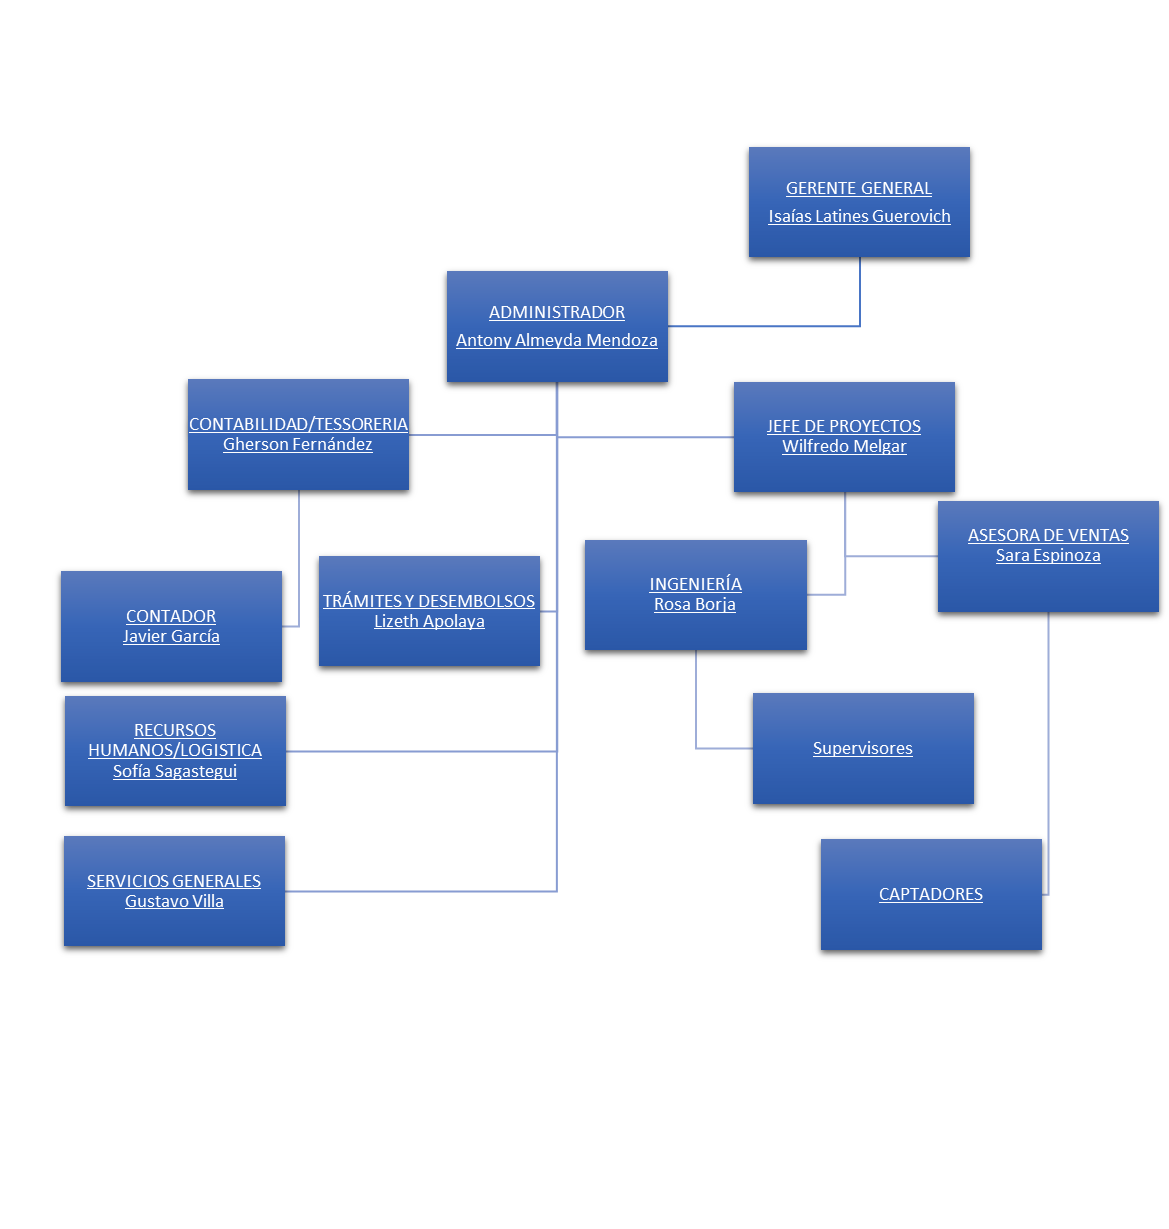 GERENTE GENERAL
Isaías Latines Guerovich
ADMINISTRADOR
Antony Almeyda Mendoza
CONTABILIDAD/TESSORERIA
Gherson Fernández
JEFE DE PROYECTOS
Wilfredo Melgar
ASESORA DE VENTAS
Sara Espinoza
INGENIERÍA
Rosa Borja
TRÁMITES Y DESEMBOLSOS
Lizeth Apolaya
CONTADOR
Javier García
RECURSOS
HUMANOS/LOGISTICA
Sofía Sagastegui
Supervisores
SERVICIOS GENERALES
Gustavo Villa
CAPTADORES